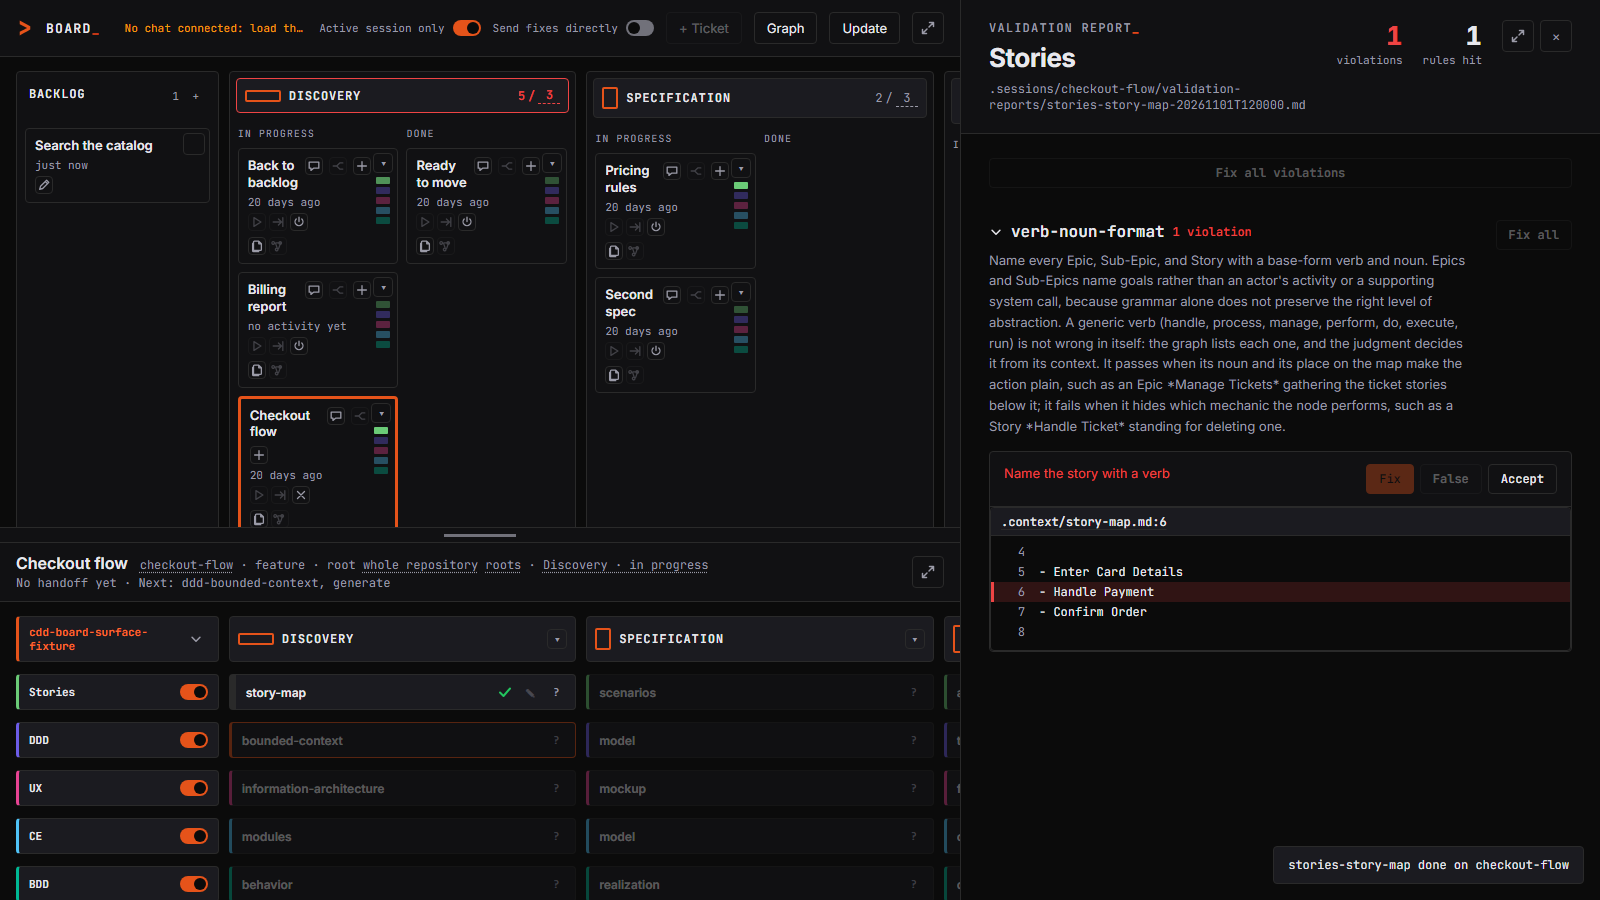 BOARD_
No chat connected: load th…
Active session only
Send fixes directly
+ Ticket
Graph
Update
BACKLOG
1 +
Search the catalog
just now
DISCOVERY
5 / 3
IN PROGRESS
DONE
Back to
backlog
20 days ago
Ready
to move
20 days ago
Billing
report
no activity yet
Checkout
flow
20 days ago
SPECIFICATION
2 / 3
IN PROGRESS
DONE
Pricing
rules
20 days ago
Second
spec
20 days ago
Checkout flow checkout-flow · feature · root whole repository roots · Discovery · in progress
No handoff yet · Next: ddd-bounded-context, generate
cdd-board-surface-
fixture
DISCOVERY
SPECIFICATION
Stories
story-map ?
scenarios ?
DDD
bounded-context ?
model ?
UX
information-architecture ?
mockup ?
CE
modules ?
model ?
BDD
behavior ?
realization ?
VALIDATION REPORT_
Stories
1
violations
1
rules hit
.sessions/checkout-flow/validation-
reports/stories-story-map-20261101T120000.md
Fix all violations
verb-noun-format 1 violation
Fix all
Name every Epic, Sub-Epic, and Story with a base-form verb and noun. Epics
and Sub-Epics name goals rather than an actor's activity or a supporting
system call, because grammar alone does not preserve the right level of
abstraction. A generic verb (handle, process, manage, perform, do, execute,
run) is not wrong in itself: the graph lists each one, and the judgment decides
it from its context. It passes when its noun and its place on the map make the
action plain, such as an Epic *Manage Tickets* gathering the ticket stories
below it; it fails when it hides which mechanic the node performs, such as a
Story *Handle Ticket* standing for deleting one.
Name the story with a verb
Fix
False
Accept
.context/story-map.md:6
4
5 - Enter Card Details
6 - Handle Payment
7 - Confirm Order
8
stories-story-map done on checkout-flow